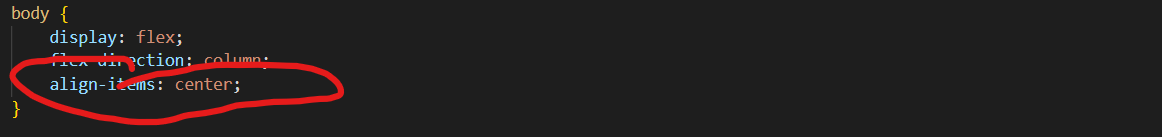 body {
display: flex;
flex-direction: column;
align-items: center;
}